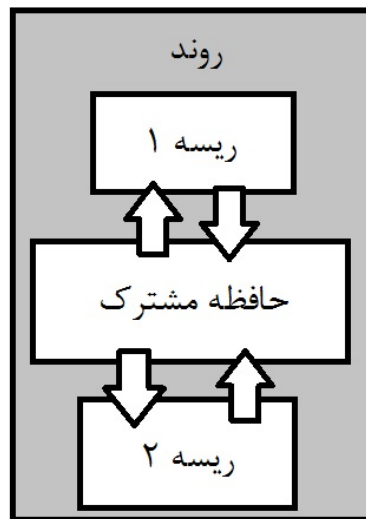 روند
ریسه ۱
حافظه مشترک
ریسه ۲